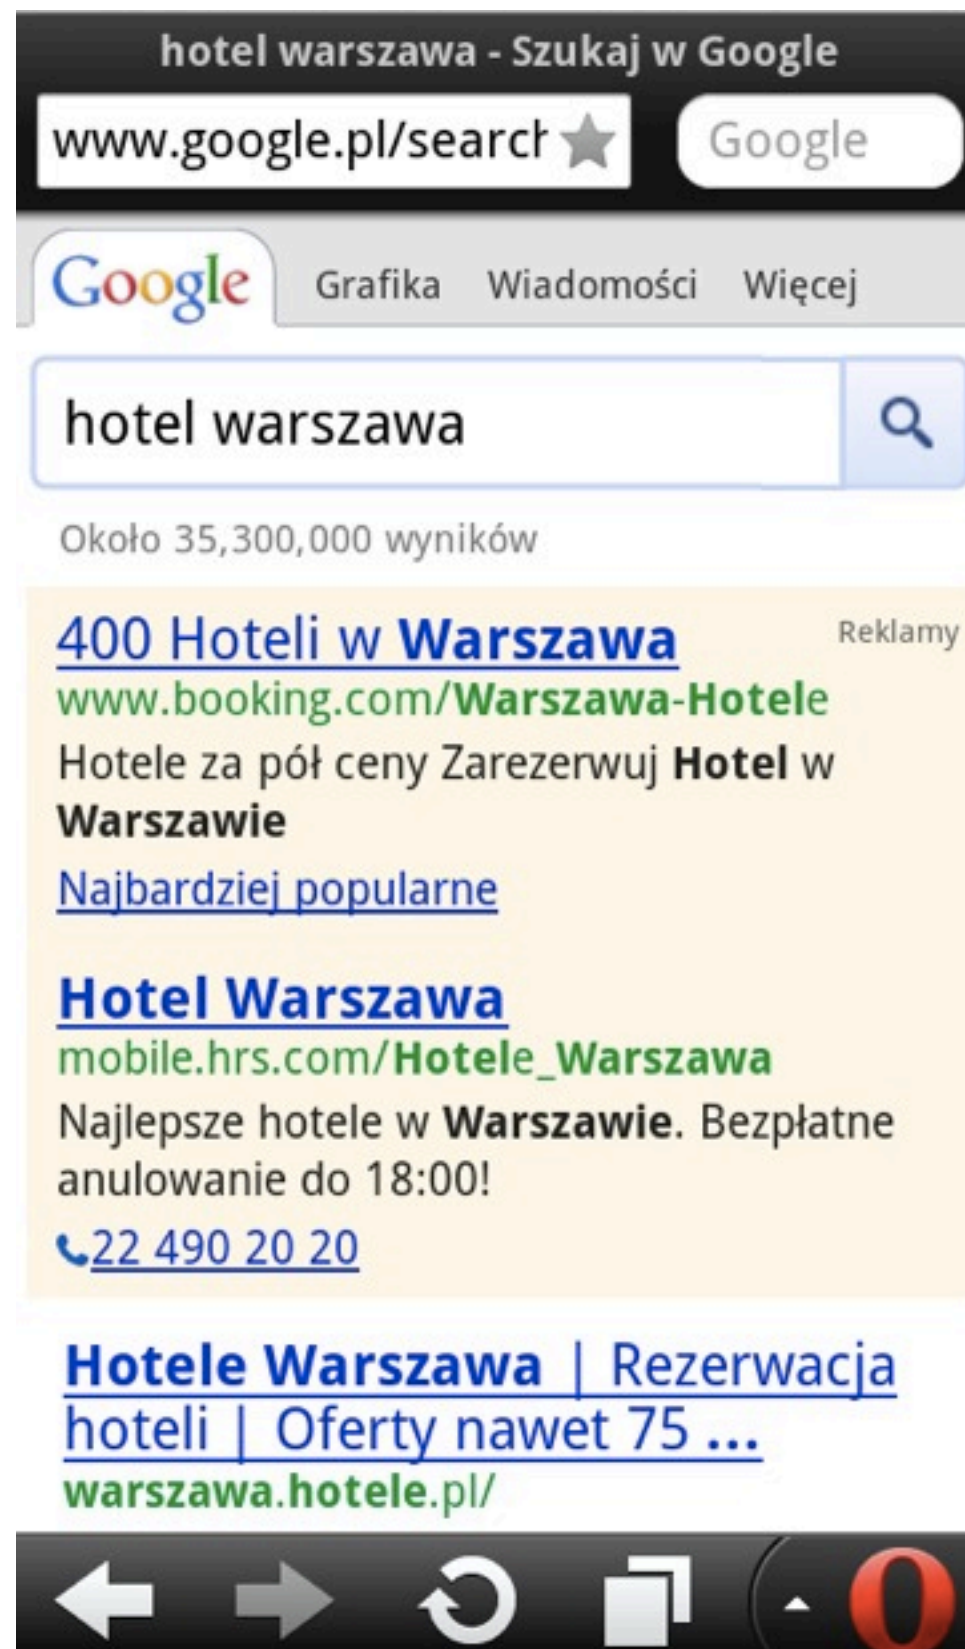 hotel warszawa - Szukaj w Google
www.google.pl/search Google
Google Grafika Wiadomości Więcej
hotel warszawa
Około 35,300,000 wyników
400 Hoteli w Warszawa Reklamy
www.booking.com/Warszawa-Hotele
Hotele za pół ceny Zarezerwuj Hotel w
Warszawie
Najbardziej popularne
Hotel Warszawa
mobile.hrs.com/Hotele_Warszawa
Najlepsze hotele w Warszawie. Bezpłatne
anulowanie do 18:00!
22 490 20 20
Hotele Warszawa | Rezerwacja
hoteli | Oferty nawet 75 ...
warszawa.hotele.pl/